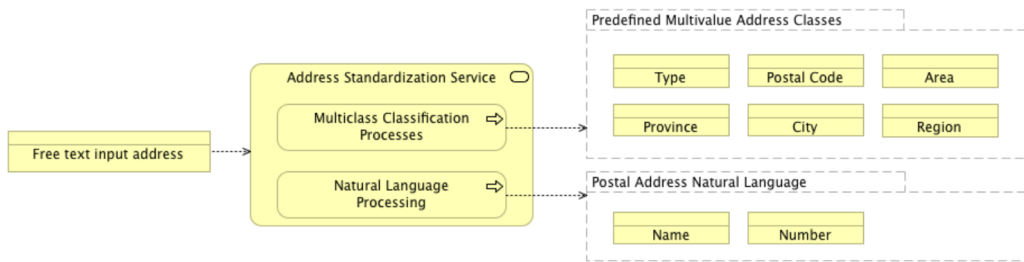 Predefined Multivalue Address Classes
Address Standardization Service
Type
Postal Code
Area
Multiclass Classification
Processes
Province
City
Region
Free text input address
Natural Language
Processing
Postal Address Natural Language
Name
Number